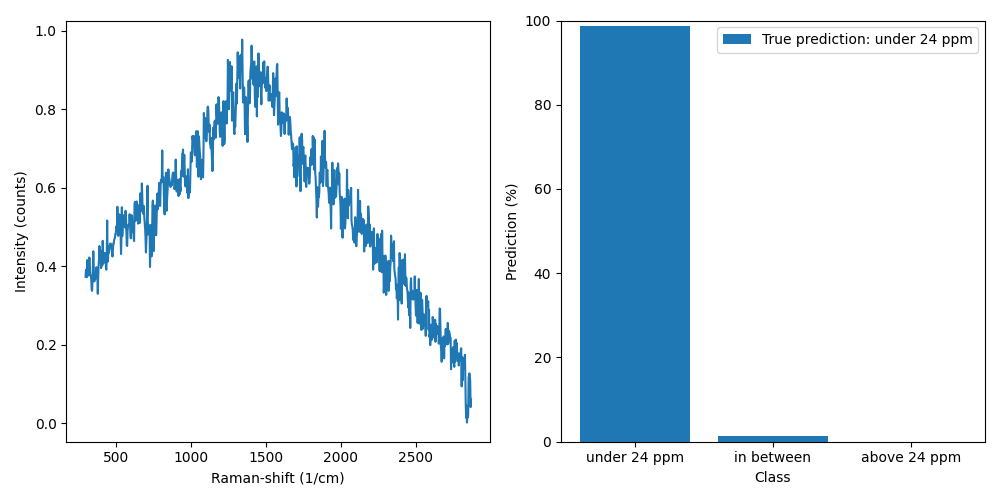 1.0
0.8
0.6
0.4
0.2
0.0
Intensity (counts)
500 1000 1500 2000 2500
Raman-shift (1/cm)
100
80
60
40
20
0
Prediction (%)
True prediction: under 24 ppm
under 24 ppm in between above 24 ppm
Class